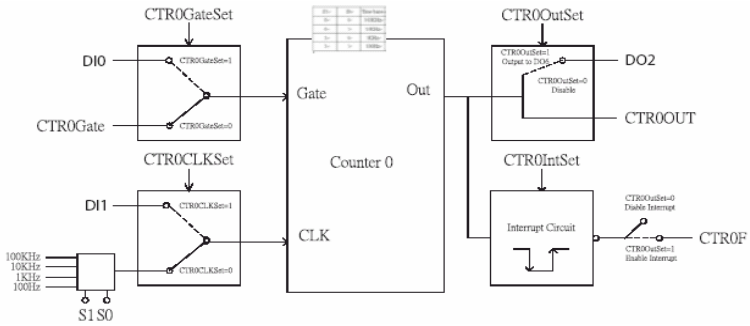 CTR0GateSet
CTR0OutSet
DI0
CTR0GateSet=1
CTR0Gate
CTR0GateSet=0
Gate
Out
Counter 0
CLK
CTR0OutSet=1
Output to DO6
CTR0OutSet=0
Disable
DO2
CTR0OUT
CTR0CLKSet
CTR0IntSet
DI1
CTR0CLKSet=1
CTR0CLKSet=0
100KHz
10KHz
1KHz
100Hz
S1 S0
Interrupt Circuit
CTR0OutSet=0
Diable Interrupt
CTR0OutSet=1
Enable Interrupt
CTR0F